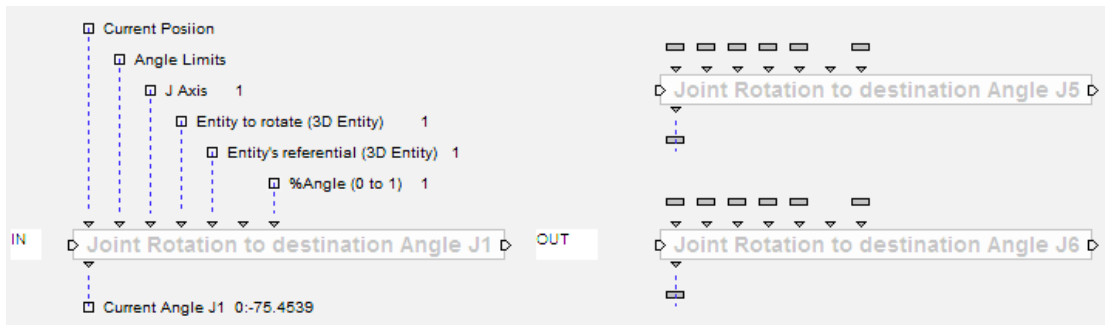 Current Posiion
Angle Limits
J Axis 1
Entity to rotate (3D Entity) 1
Entity's referential (3D Entity) 1
%Angle (0 to 1) 1
IN
Joint Rotation to destination Angle J1
OUT
Current Angle J1 0:-75.4539
Joint Rotation to destination Angle J5
Joint Rotation to destination Angle J6